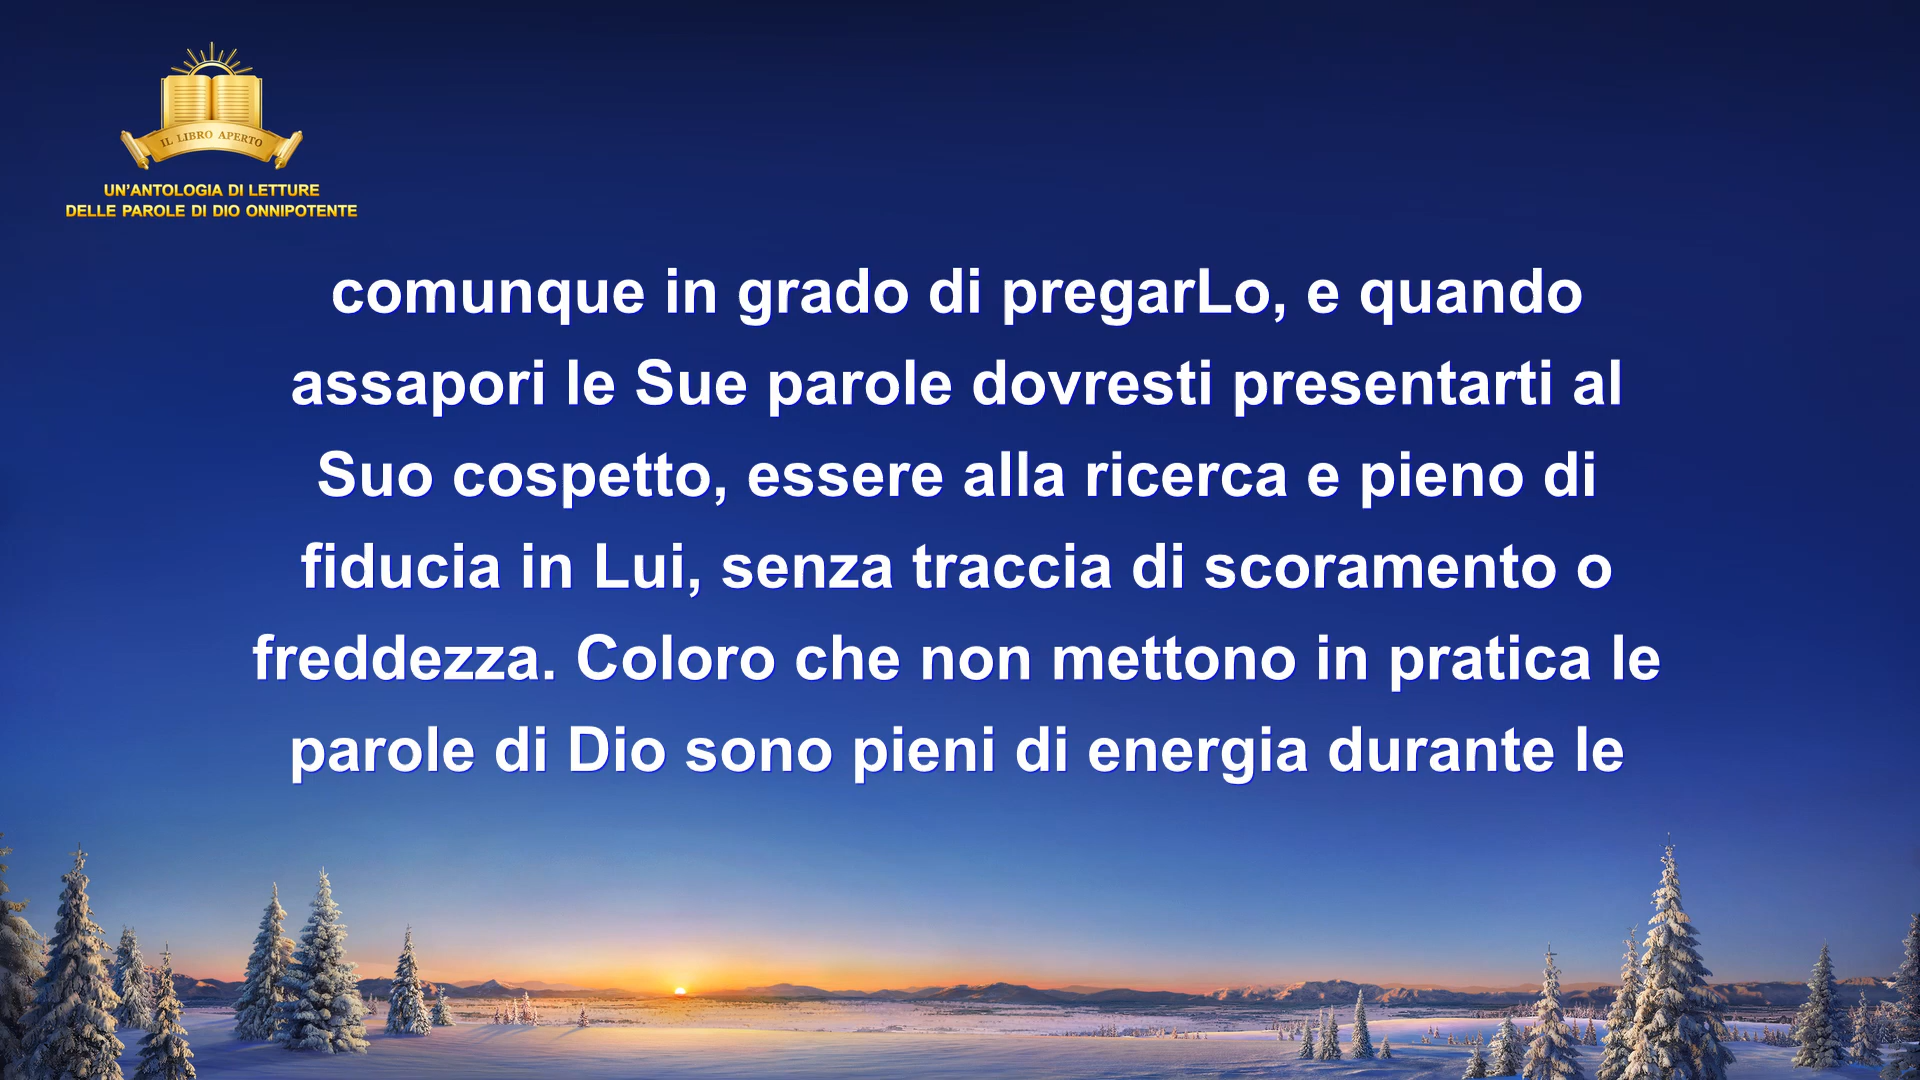 IL LIBRO APERTO
UN’ANTOLOGIA DI LETTURE
DELLE PAROLE DI DIO ONNIPOTENTE
comunque in grado di pregarLo, e quando
assapori le Sue parole dovresti presentarti al
Suo cospetto, essere alla ricerca e pieno di
fiducia in Lui, senza traccia di scoramento o
freddezza. Coloro che non mettono in pratica le
parole di Dio sono pieni di energia durante le